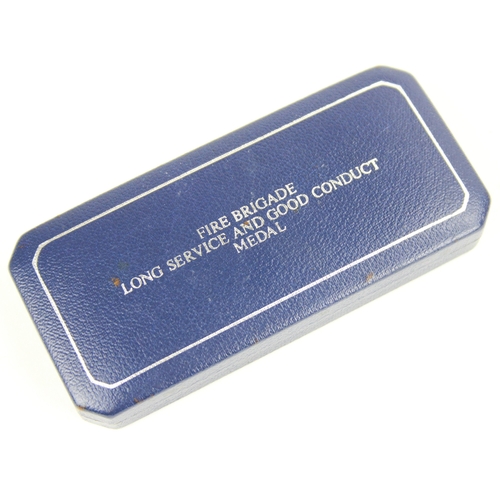 FIRE BRIGADE
LONG SERVICE AND GOOD CONDUCT
MEDAL